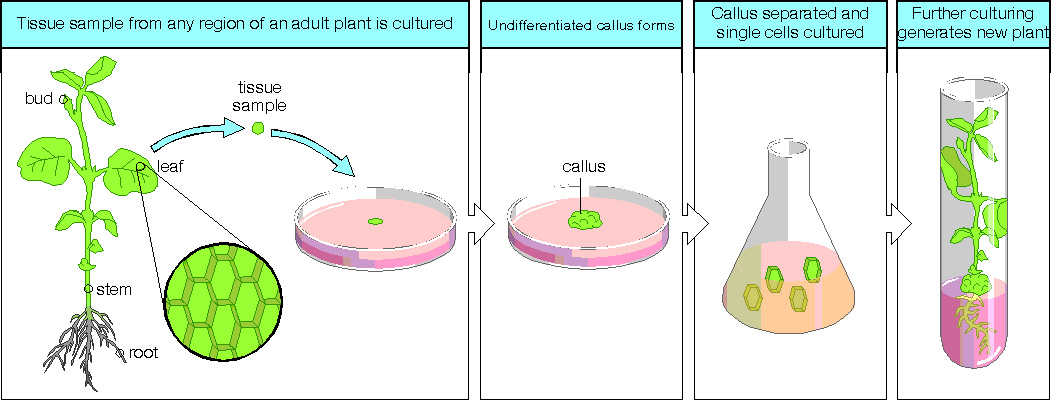 Tissue sample from any region of an adult plant is cultured
bud
tissue
sample
leaf
stem
root
Undifferentiated callus forms
callus
Callus separated and
single cells cultured
Further culturing
generates new plant